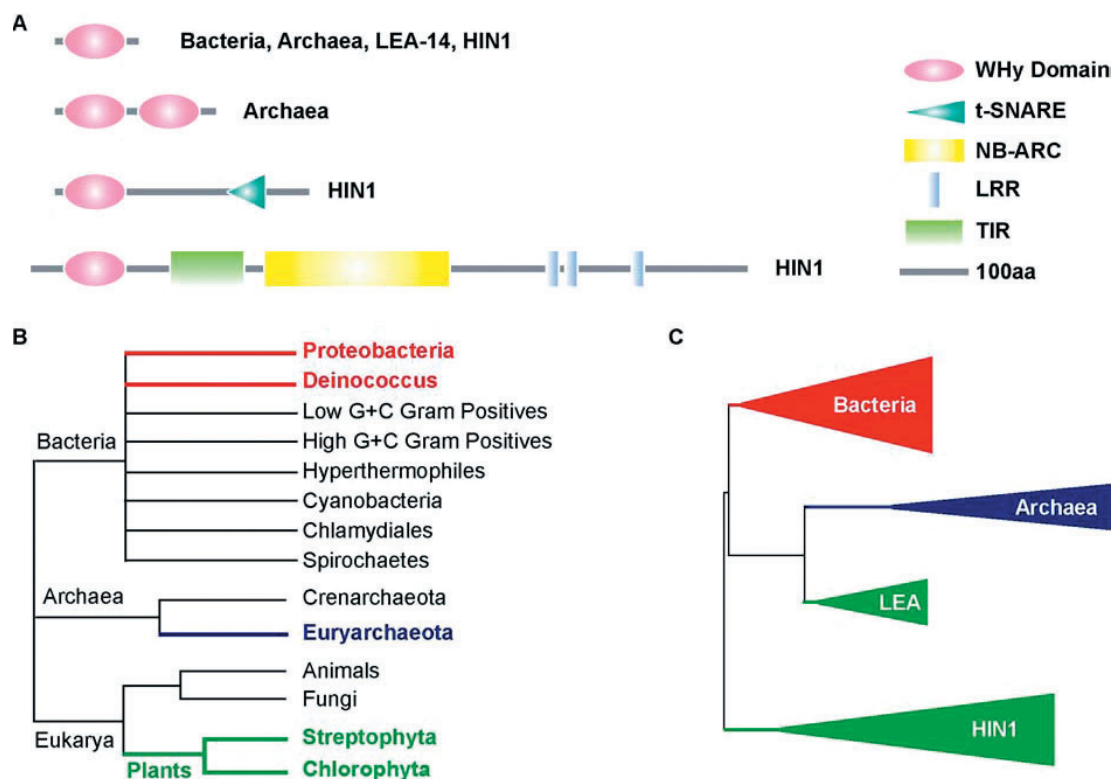 A
Bacteria, Archaea, LEA-14, HIN1
Archaea
HIN1
HIN1
WHy Domain
t-SNARE
NB-ARC
LRR
TIR
100aa
B
Proteobacteria
Deinococcus
Low G+C Gram Positives
High G+C Gram Positives
Bacteria
Hyperthermophiles
Cyanobacteria
Chlamydiales
Spirochaetes
Archaea
Crenarchaeota
Euryarchaeota
Animals
Fungi
Eukarya
Streptophyta
Plants
Chlorophyta
C
Bacteria
Archaea
LEA
HIN1